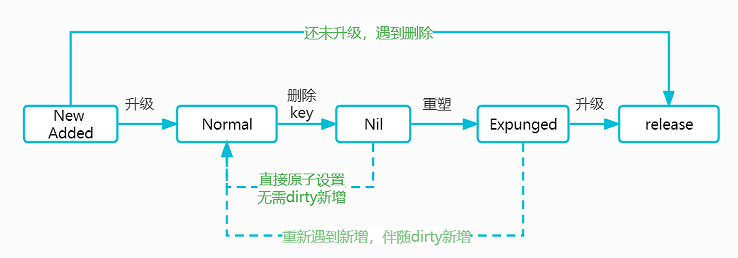 还未升级，遇到删除
New
Added
升级
Normal
删除
key
Nil
重塑
Expunged
升级
release
直接原子设置
无需dirty新增
重新遇到新增，伴随dirty新增